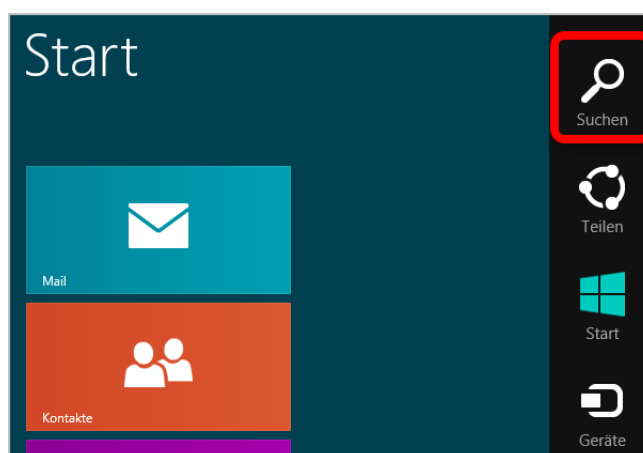 Start
Suchen
Teilen
Mail
Start
Kontakte
Geräte